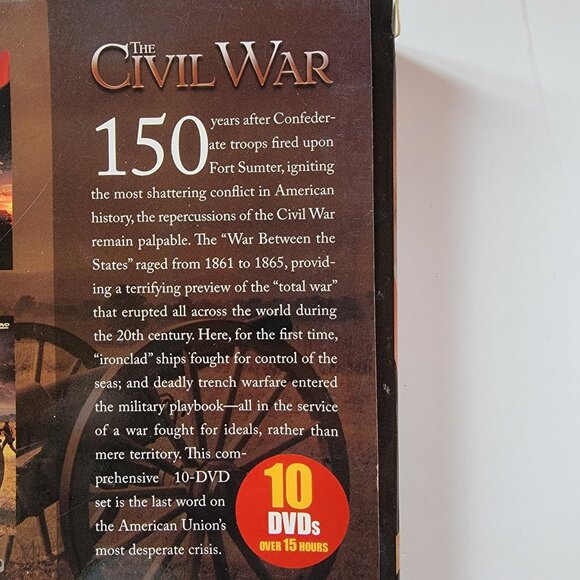 THE
CIVIL WAR
150 years after Confeder-
ate troops fired upon
Fort Sumter, igniting
the most shattering conflict in American
history, the repercussions of the Civil War
remain palpable. The “War Between the
States” raged from 1861 to 1865, provid-
ing a terrifying preview of the “total war”
that erupted all across the world during
the 20th century. Here, for the first time,
“ironclad” ships fought for control of the
seas; and deadly trench warfare entered
the military playbook—all in the service
of a war fought for ideals, rather than
mere territory. This com-
prehensive 10-DVD
set is the last word on
the American Union’s
most desperate crisis.
10
DVDs
OVER 15 HOURS